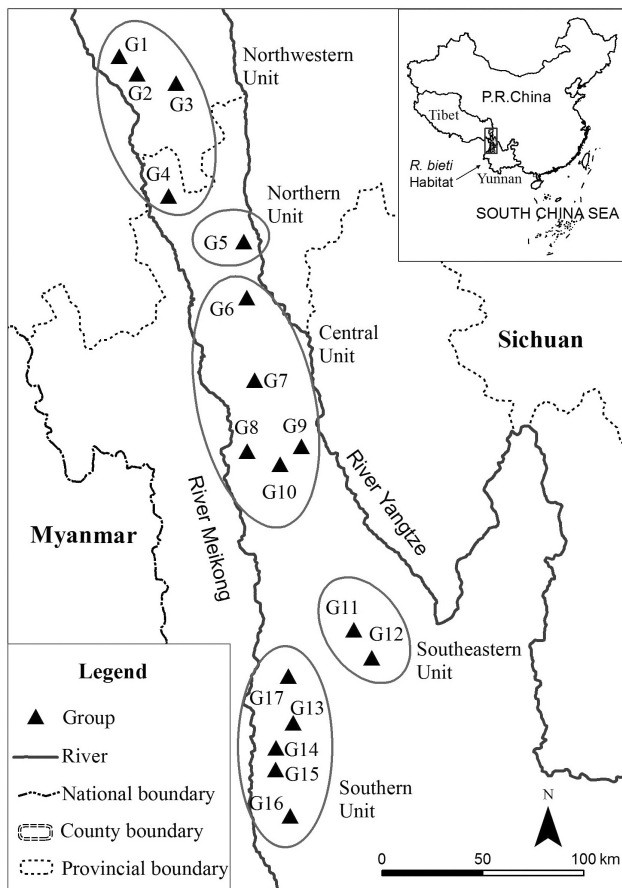 G1
G2
G3
Northwestern
Unit
G4
Northern
Unit
G5
G6
Central
Unit
G7
G8
G9
G10
P.R.China
Tibet
R. bieti
Habitat
Yunnan
SOUTH CHINA SEA
Sichuan
River Meikong
River Yangtze
Myanmar
G11
G12
Southeastern
Unit
G17
G13
G14
G15
G16
Southern
Unit
Legend
Group
River
National boundary
County boundary
Provincial boundary
N
0 50 100 km